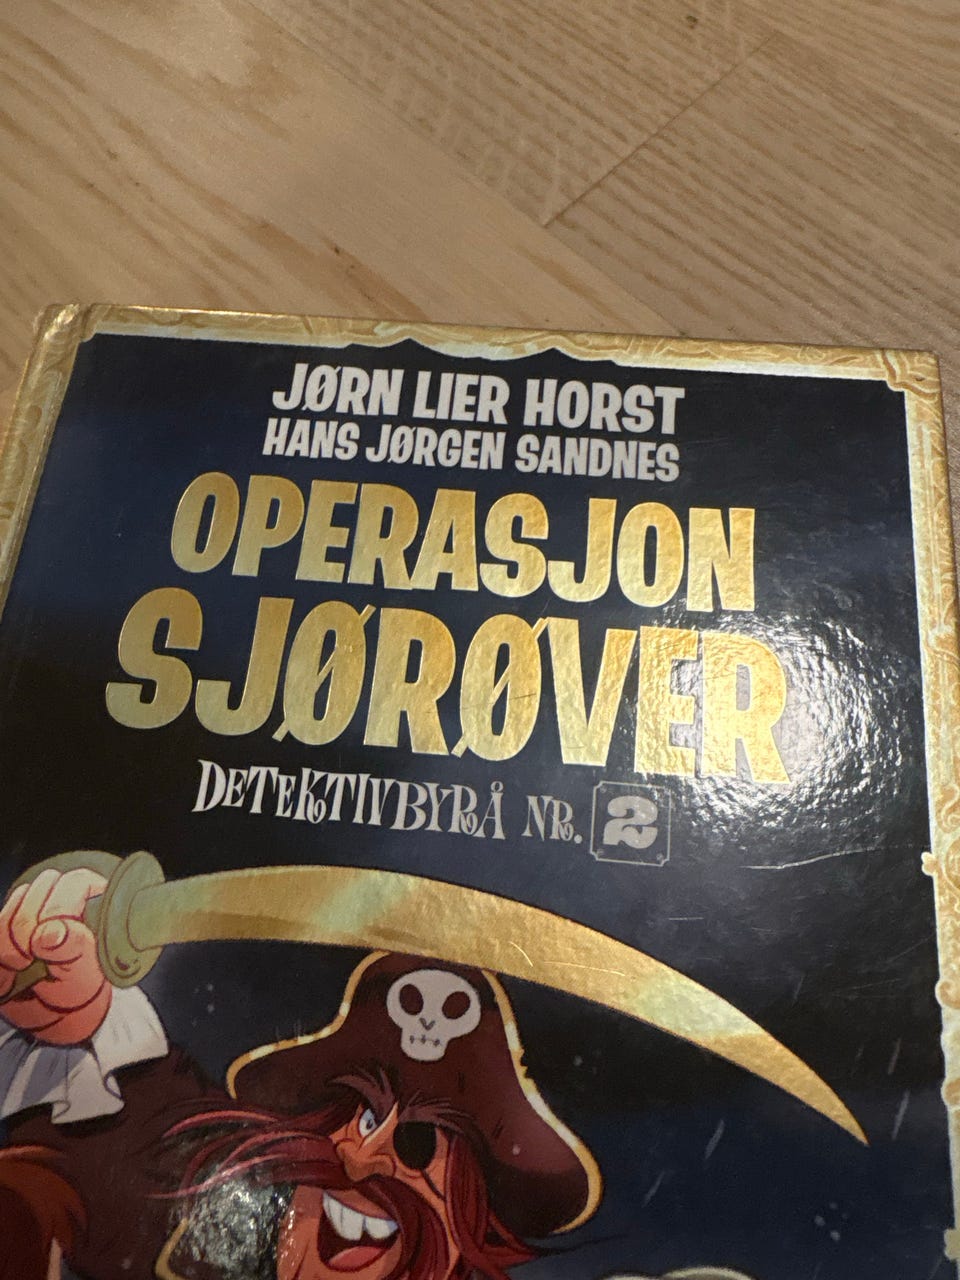 JØRN LIER HORST
HANS JØRGEN SANDNES
OPERASJON
SJØRØVER
DETEKTIVBYRÅ NR. 2